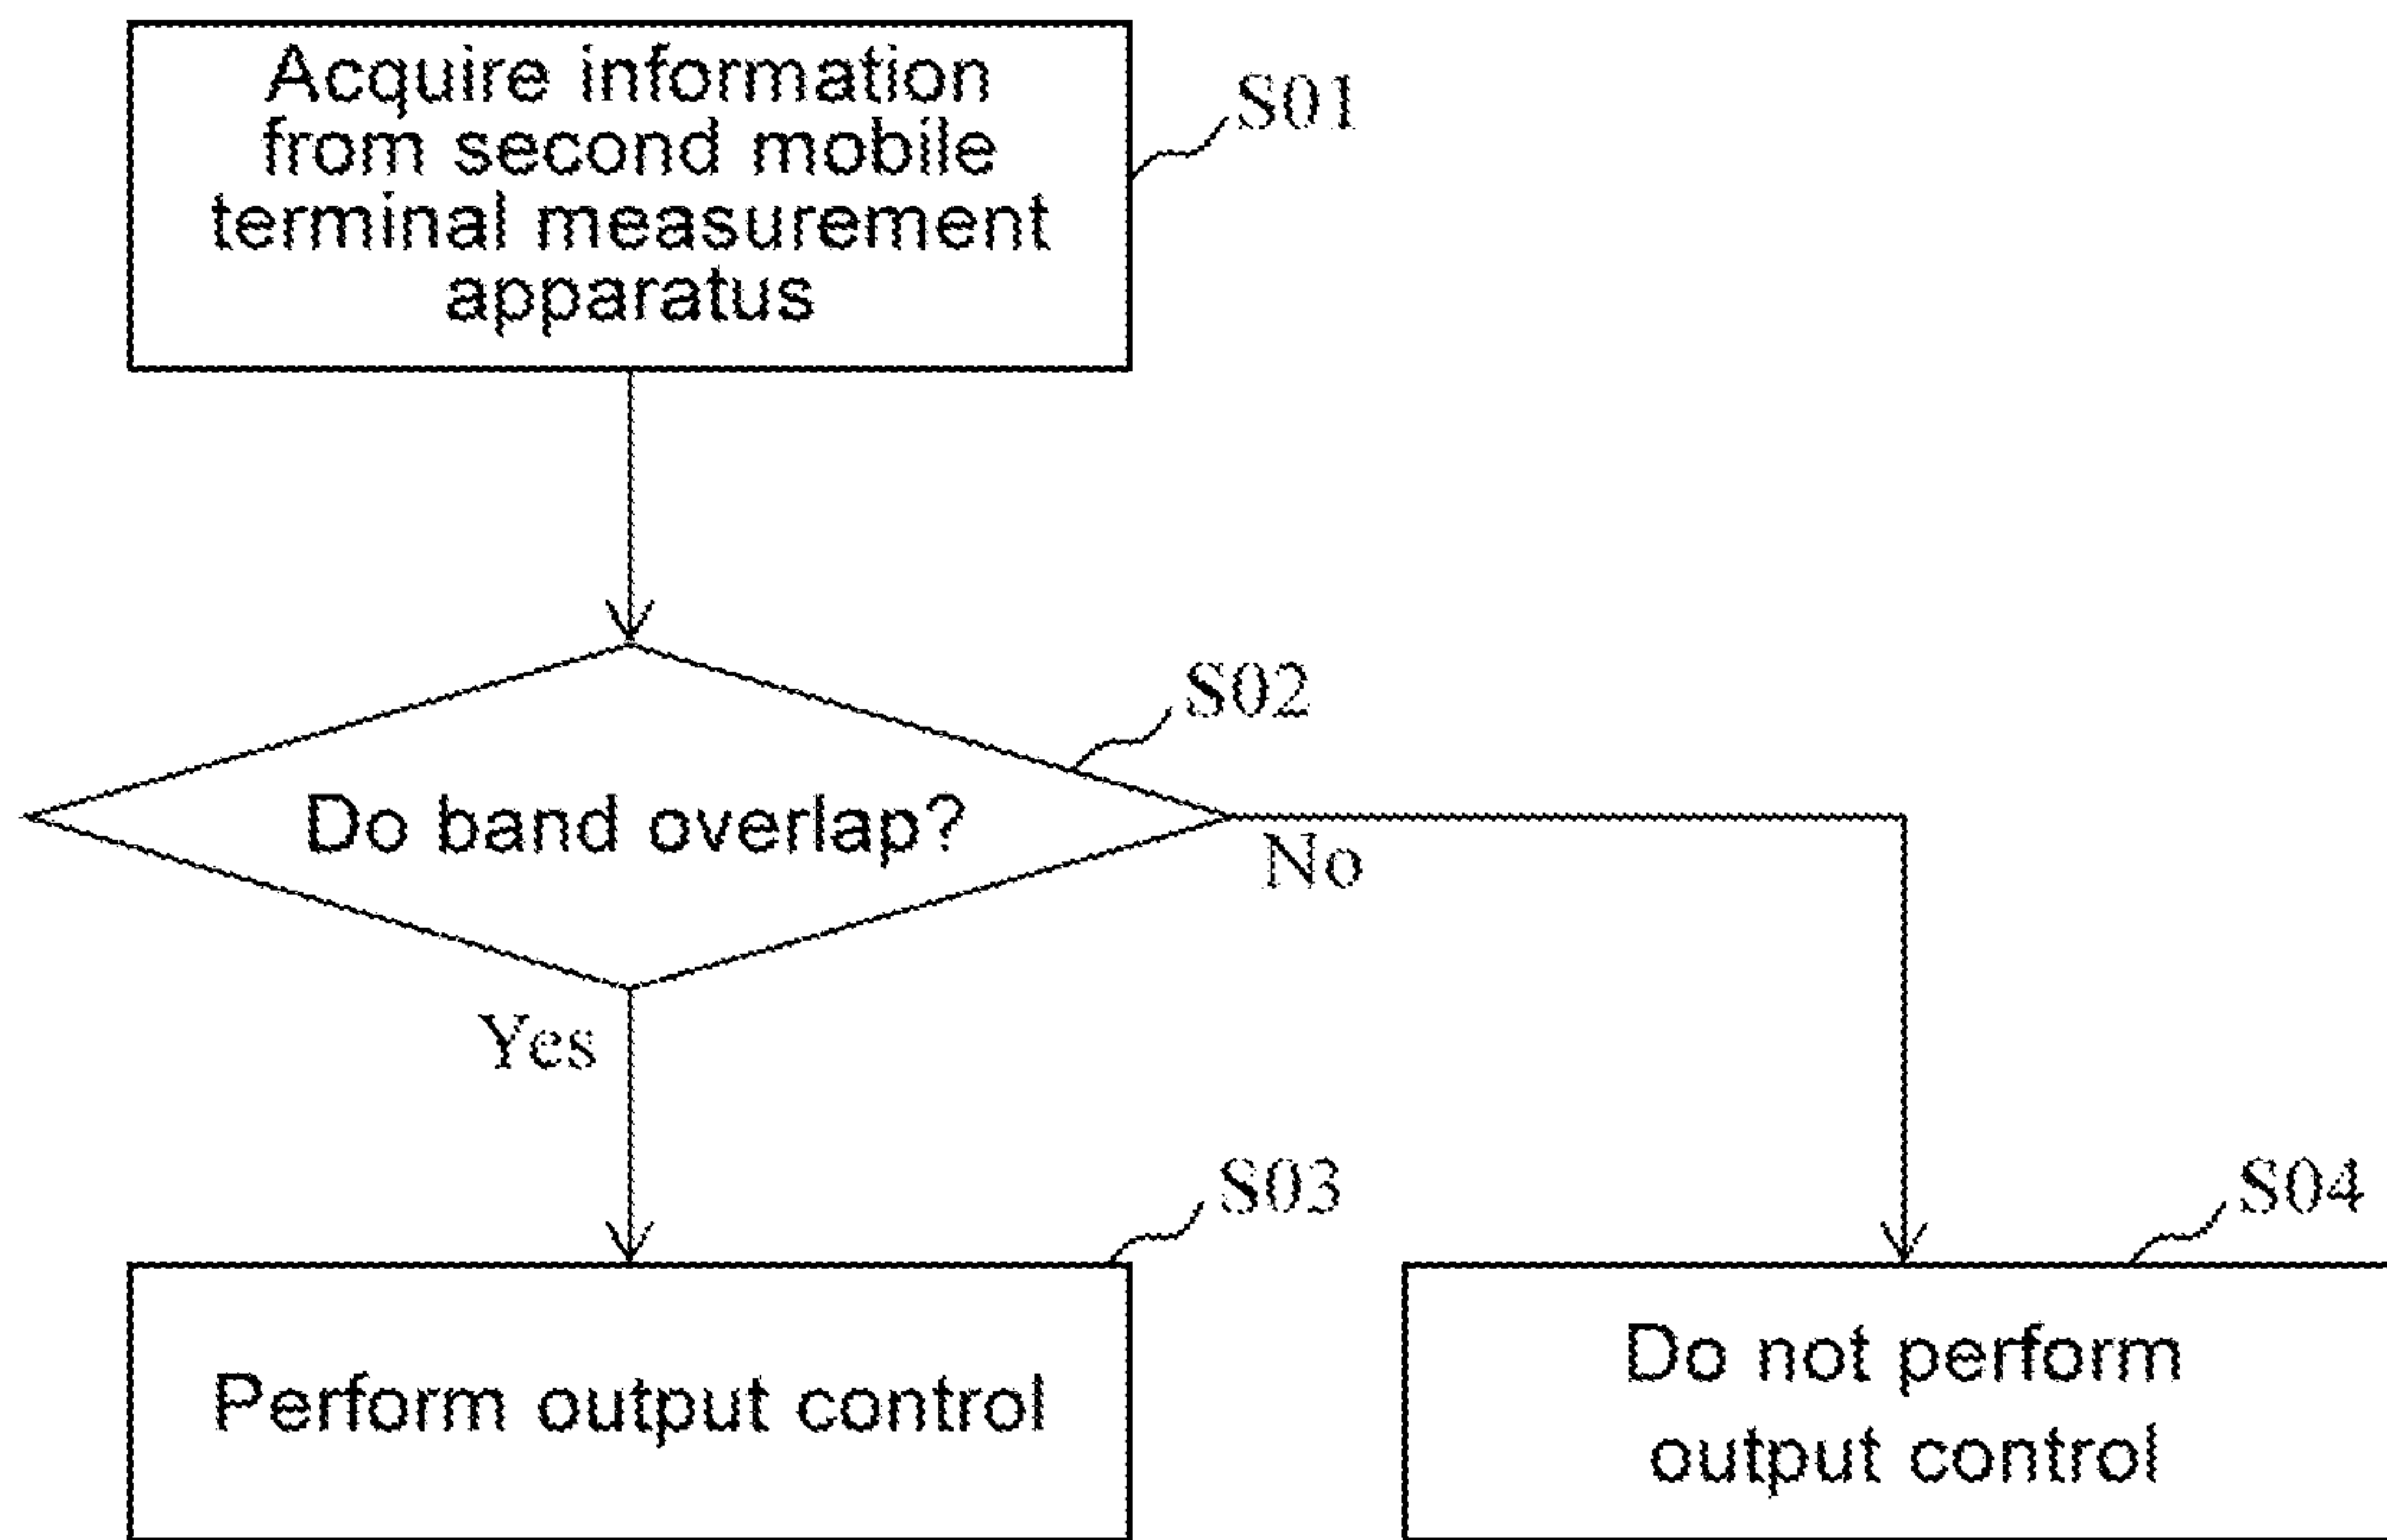 Acquire information
from second mobile
terminal measurement
apparatus
S01
S02
Do band overlap?
No
Yes
S03
S04
Perform output control
Do not perform
output control